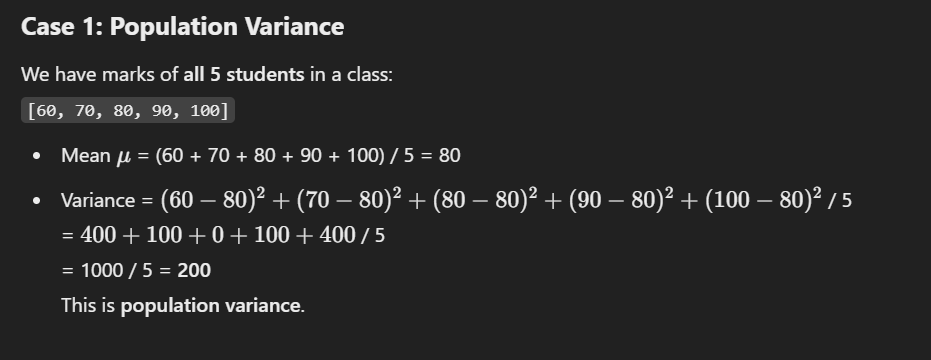 Case 1: Population Variance
We have marks of all 5 students in a class:
[60, 70, 80, 90, 100]
• Mean μ = (60 + 70 + 80 + 90 + 100) / 5 = 80
• Variance = (60 − 80)² + (70 − 80)² + (80 − 80)² + (90 − 80)² + (100 − 80)² / 5
= 400 + 100 + 0 + 100 + 400 / 5
= 1000 / 5 = 200
This is population variance.